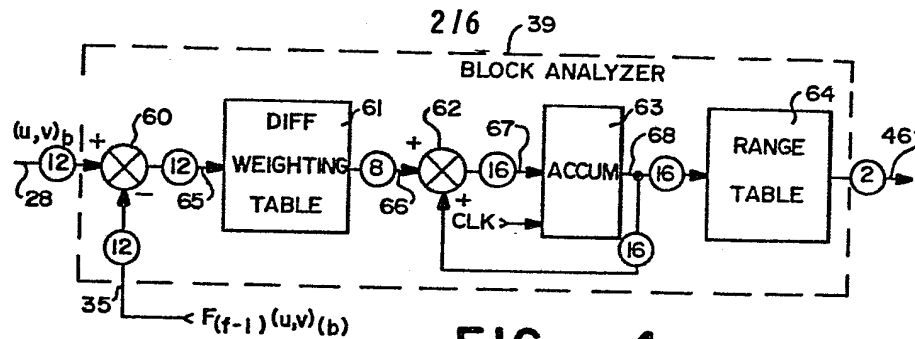 2/6
39
BLOCK ANALYZER
(u,v)b
+
60
12
28
−
12
65
12
35
F(f-1)(u,v)(b)
61
DIFF
WEIGHTING
TABLE
8
66
62
+
+
16
67
CLK
63
ACCUM
68
16
16
64
RANGE
TABLE
2
46